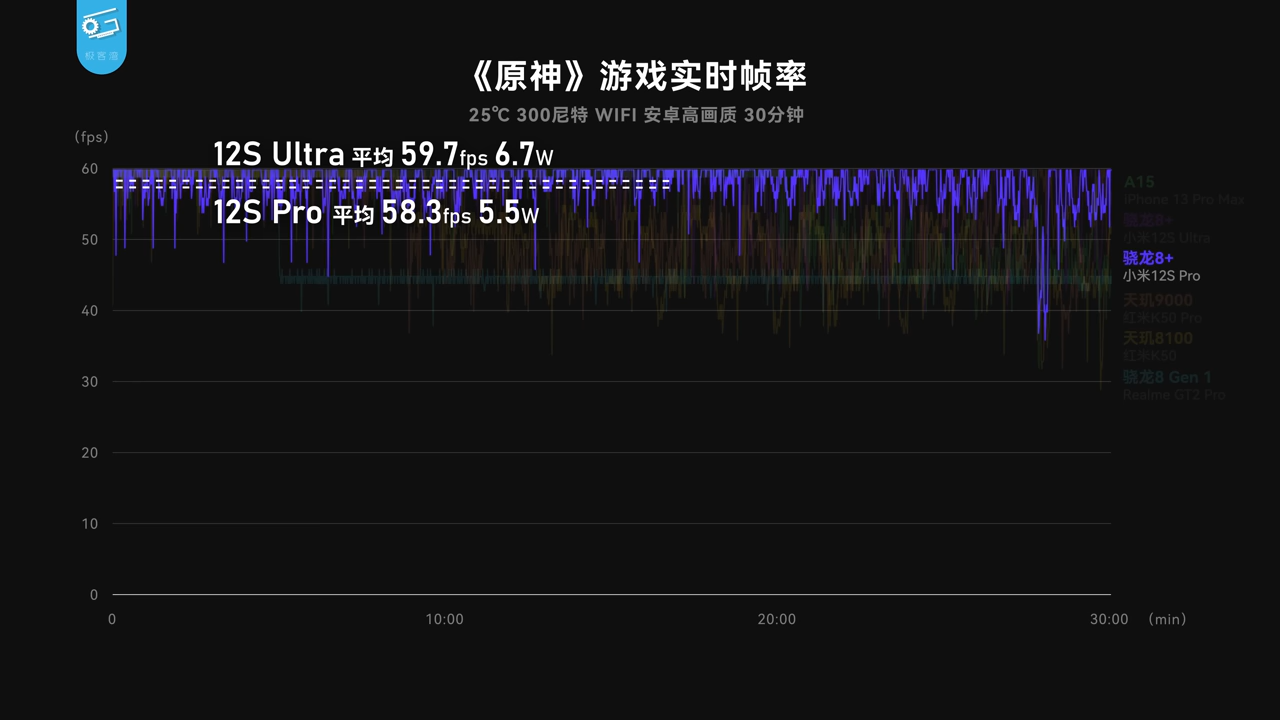 极客湾
《原神》游戏实时帧率
25℃ 300尼特 WIFI 安卓高画质 30分钟
（fps）
12S Ultra 平均 59.7fps 6.7W
12S Pro 平均 58.3fps 5.5W
60
50
40
30
20
10
0
0
10:00
20:00
30:00
（min）
A15
iPhone 13 Pro Max
骁龙8+
小米12S Ultra
骁龙8+
小米12S Pro
天玑9000
红米K50 Pro
天玑8100
红米K50
骁龙8 Gen 1
Realme GT2 Pro